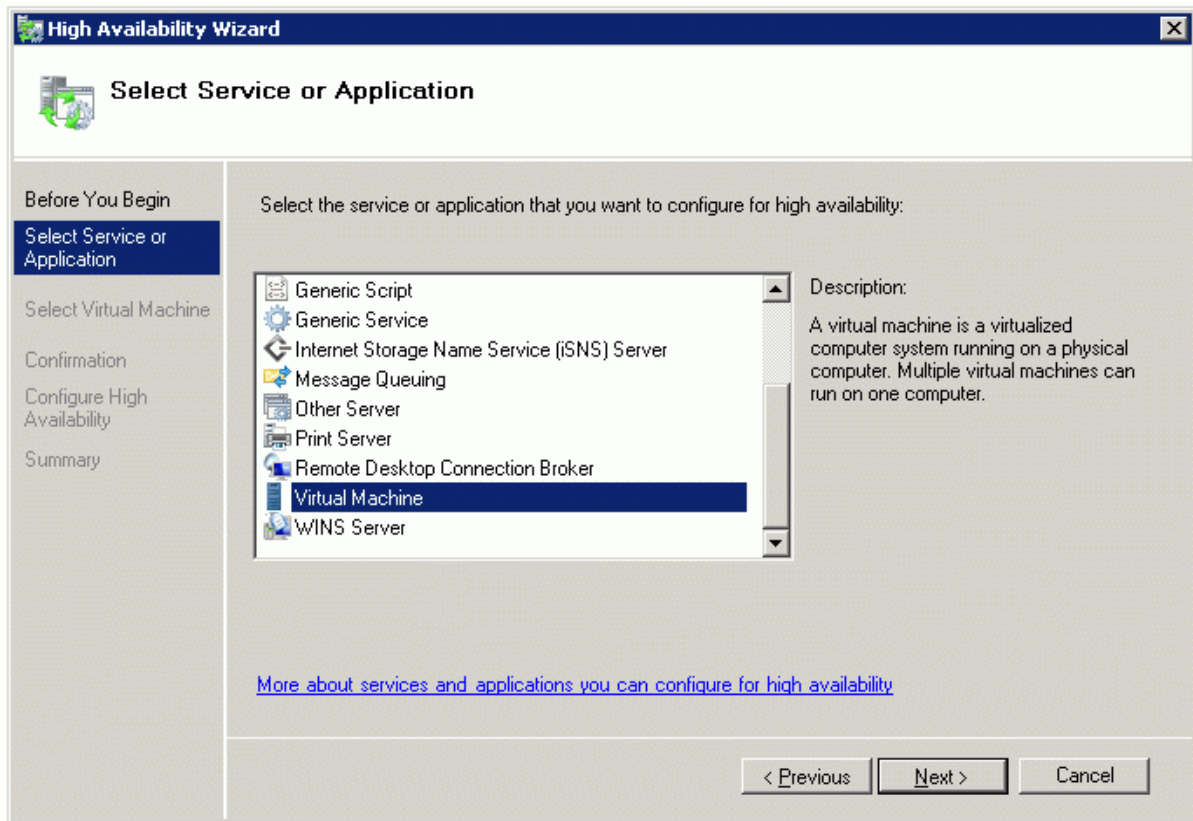 High Availability Wizard
Select Service or Application
Before You Begin
Select Service or
Application
Select Virtual Machine
Confirmation
Configure High
Availability
Summary
Select the service or application that you want to configure for high availability:
Generic Script
Generic Service
Internet Storage Name Service (iSNS) Server
Message Queuing
Other Server
Print Server
Remote Desktop Connection Broker
Virtual Machine
WINS Server
Description:
A virtual machine is a virtualized
computer system running on a physical
computer. Multiple virtual machines can
run on one computer.
More about services and applications you can configure for high availability
< Previous
Next >
Cancel